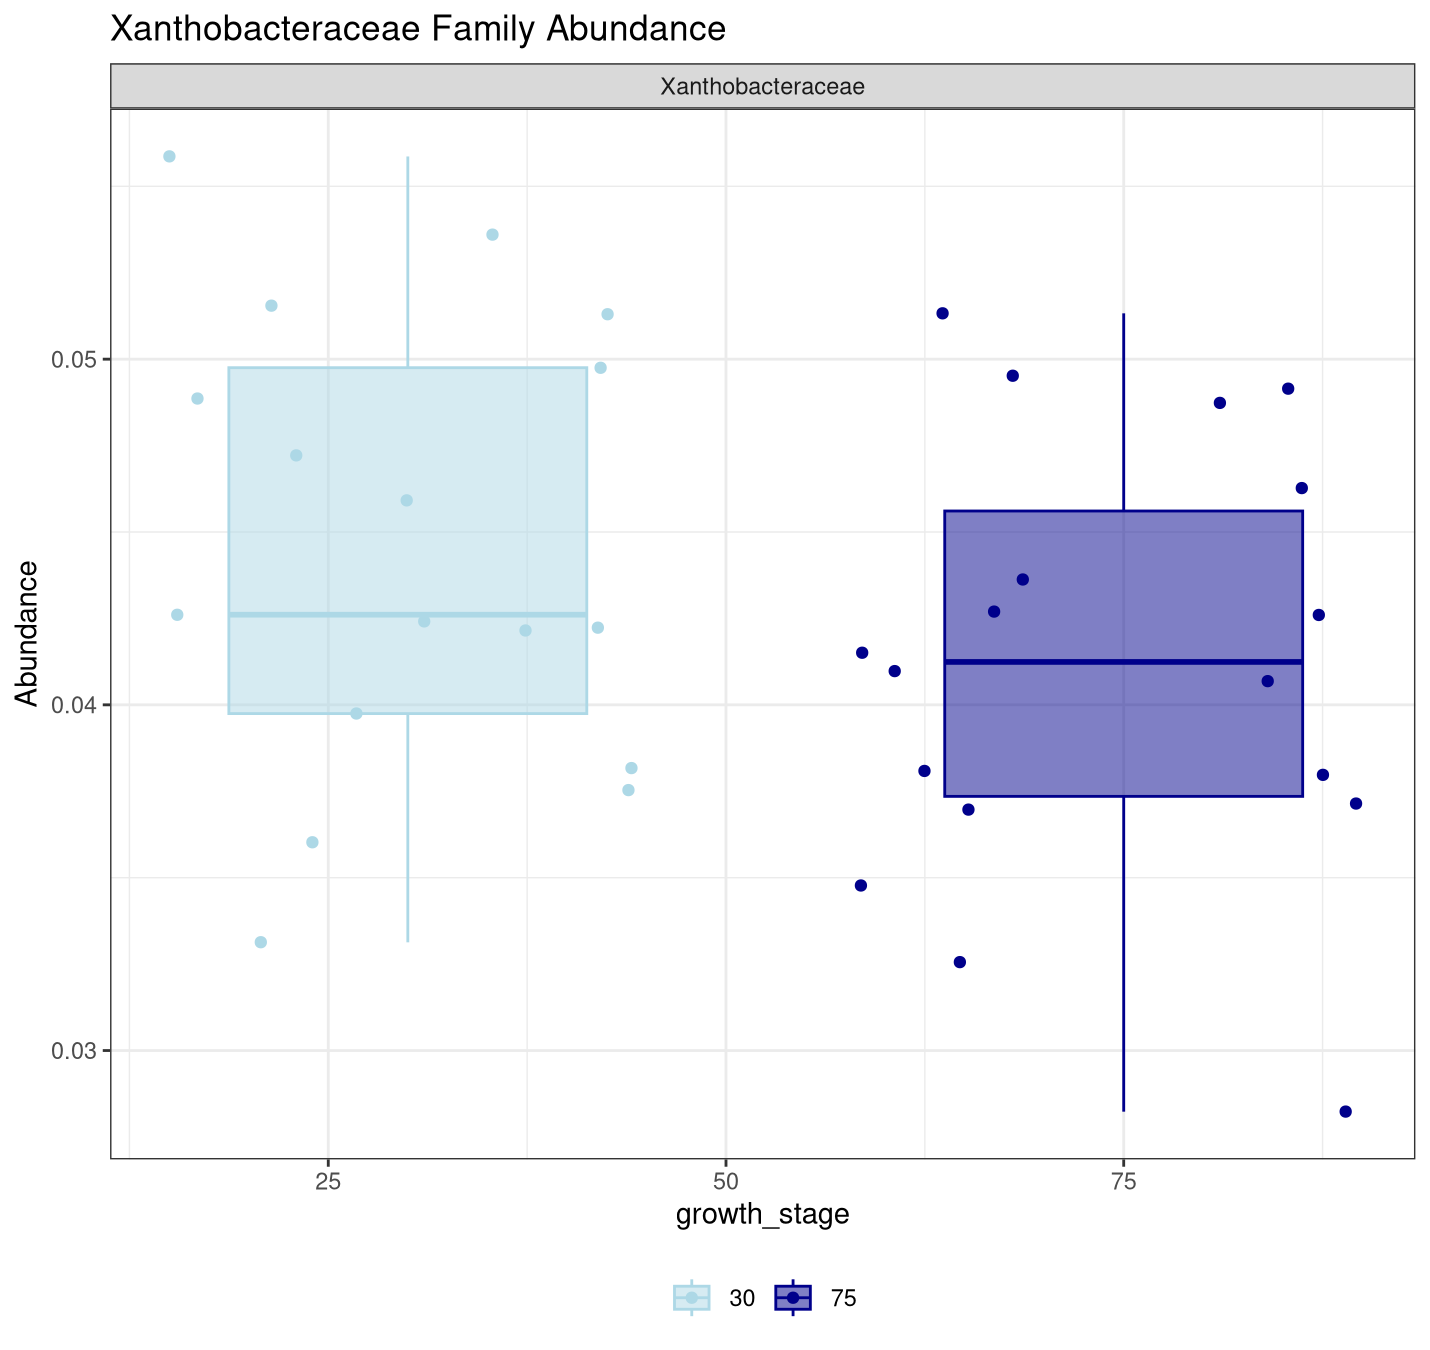 Xanthobacteraceae Family Abundance
Xanthobacteraceae
0.05
0.04
0.03
Abundance
25 50 75
growth_stage
30 75